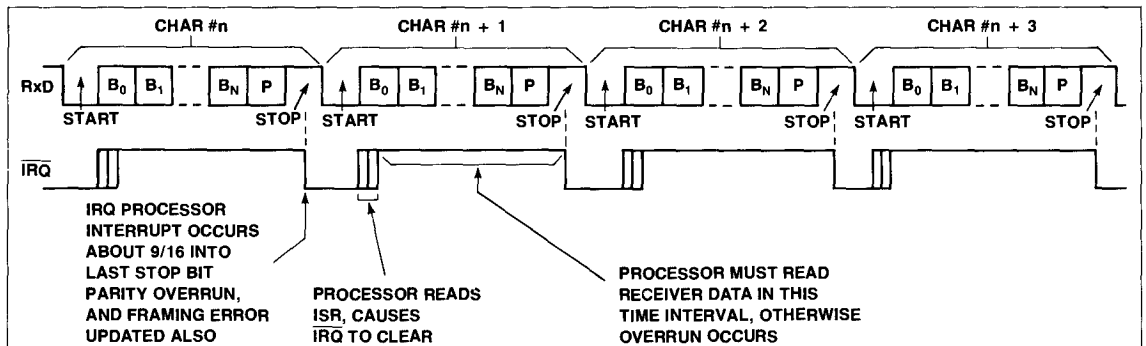 CHAR #n CHAR #n + 1 CHAR #n + 2 CHAR #n + 3
RxD B0 B1 BN P B0 B1 BN P B0 B1 BN P B0 B1 BN P
START STOP START STOP START STOP START STOP
IRQ
IRQ PROCESSOR
INTERRUPT OCCURS
ABOUT 9/16 INTO
LAST STOP BIT
PARITY OVERRUN,
AND FRAMING ERROR
UPDATED ALSO
PROCESSOR READS
ISR, CAUSES
IRQ TO CLEAR
PROCESSOR MUST READ
RECEIVER DATA IN THIS
TIME INTERVAL, OTHERWISE
OVERRUN OCCURS